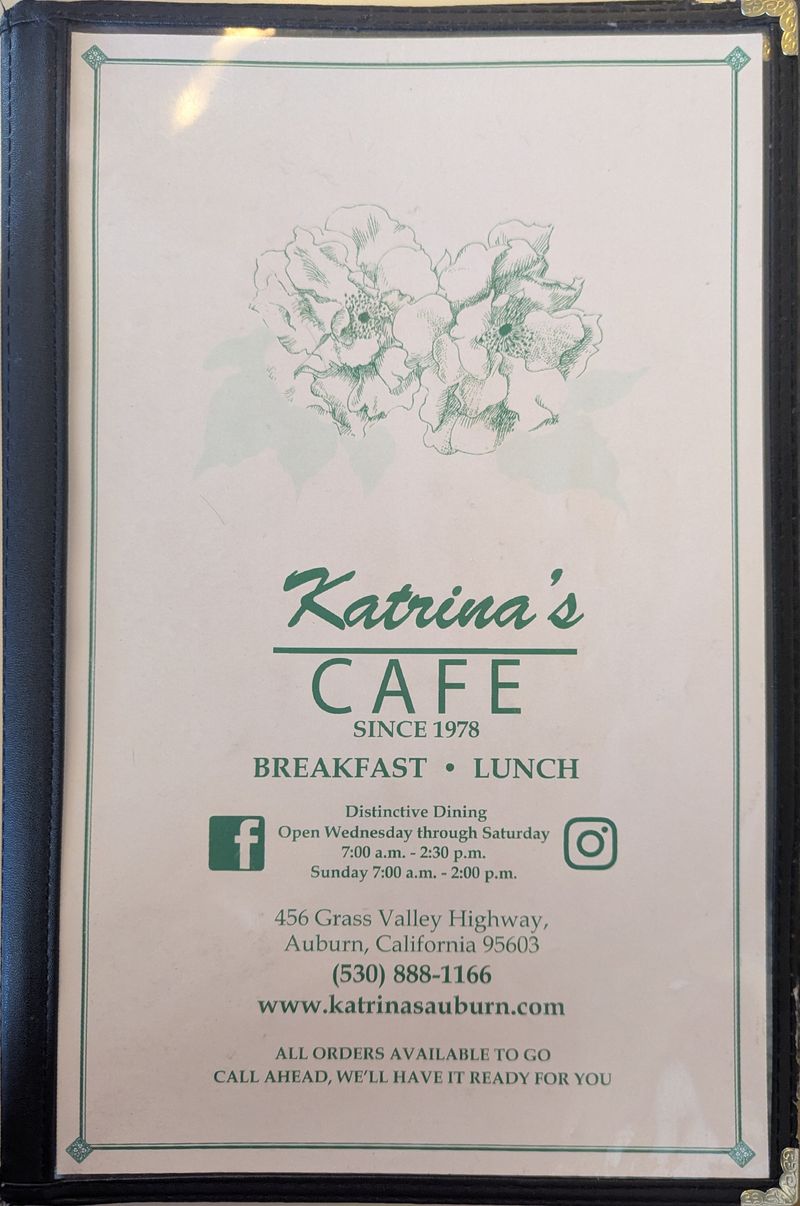 Katrina's
CAFE
SINCE 1978
BREAKFAST • LUNCH
Distinctive Dining
Open Wednesday through Saturday
7:00 a.m. - 2:30 p.m.
Sunday 7:00 a.m. - 2:00 p.m.
456 Grass Valley Highway,
Auburn, California 95603
(530) 888-1166
www.katrinasauburn.com
ALL ORDERS AVAILABLE TO GO
CALL AHEAD, WE'LL HAVE IT READY FOR YOU